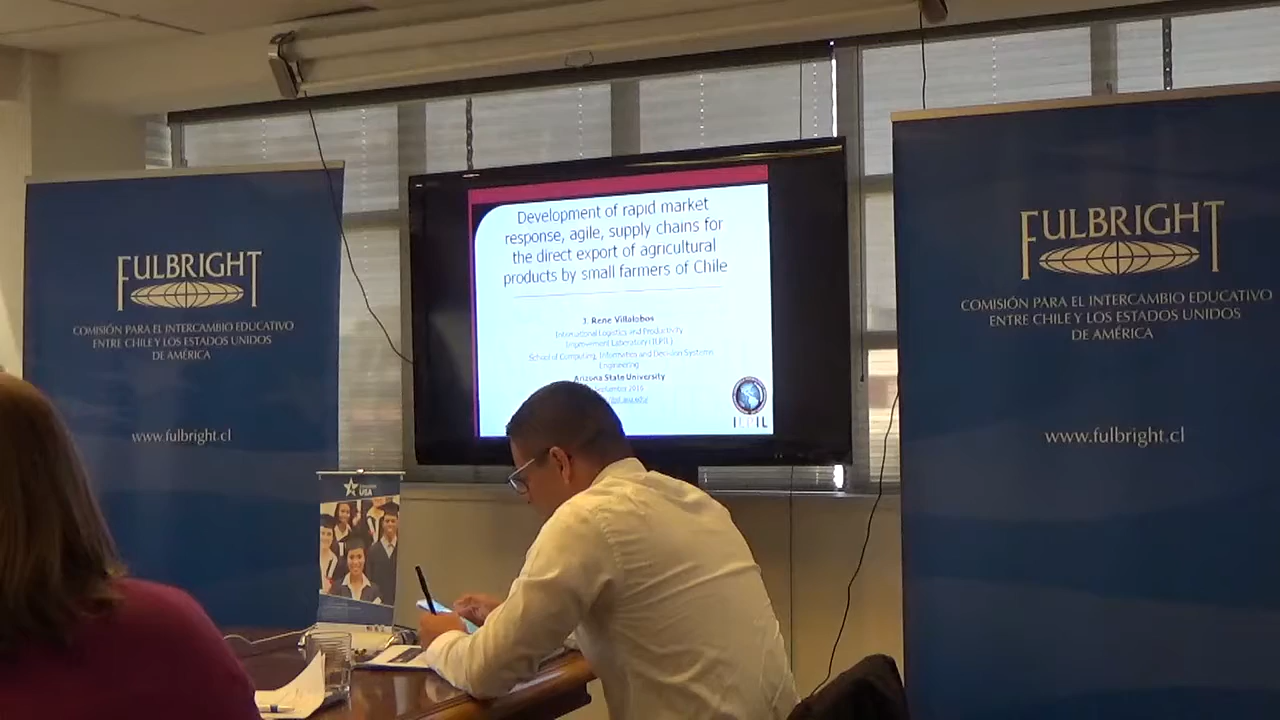 FULBRIGHT
COMISIÓN PARA EL INTERCAMBIO EDUCATIVO
ENTRE CHILE Y LOS ESTADOS UNIDOS
DE AMÉRICA
www.fulbright.cl
Development of rapid market
response, agile, supply chains for
the direct export of agricultural
products by small farmers of Chile
J. Rene Villalobos
International Logistics and Productivity
Improvement Laboratory (ILPIL)
School of Computing, Informatics and Decision Systems
Engineering
Arizona State University
September
ILPIL
USA
FULBRIGHT
COMISIÓN PARA EL INTERCAMBIO EDUCATIVO
ENTRE CHILE Y LOS ESTADOS UNIDOS
DE AMÉRICA
www.fulbright.cl